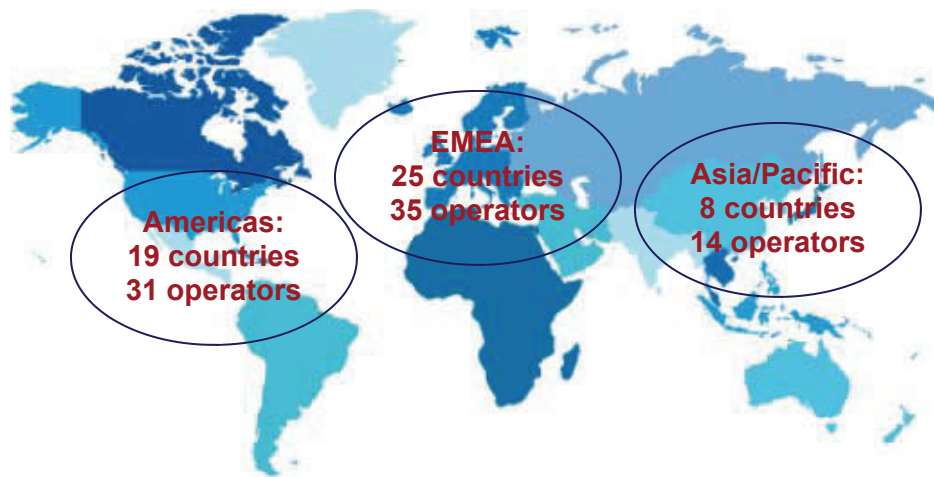 Americas:
19 countries
31 operators
EMEA:
25 countries
35 operators
Asia/Pacific:
8 countries
14 operators